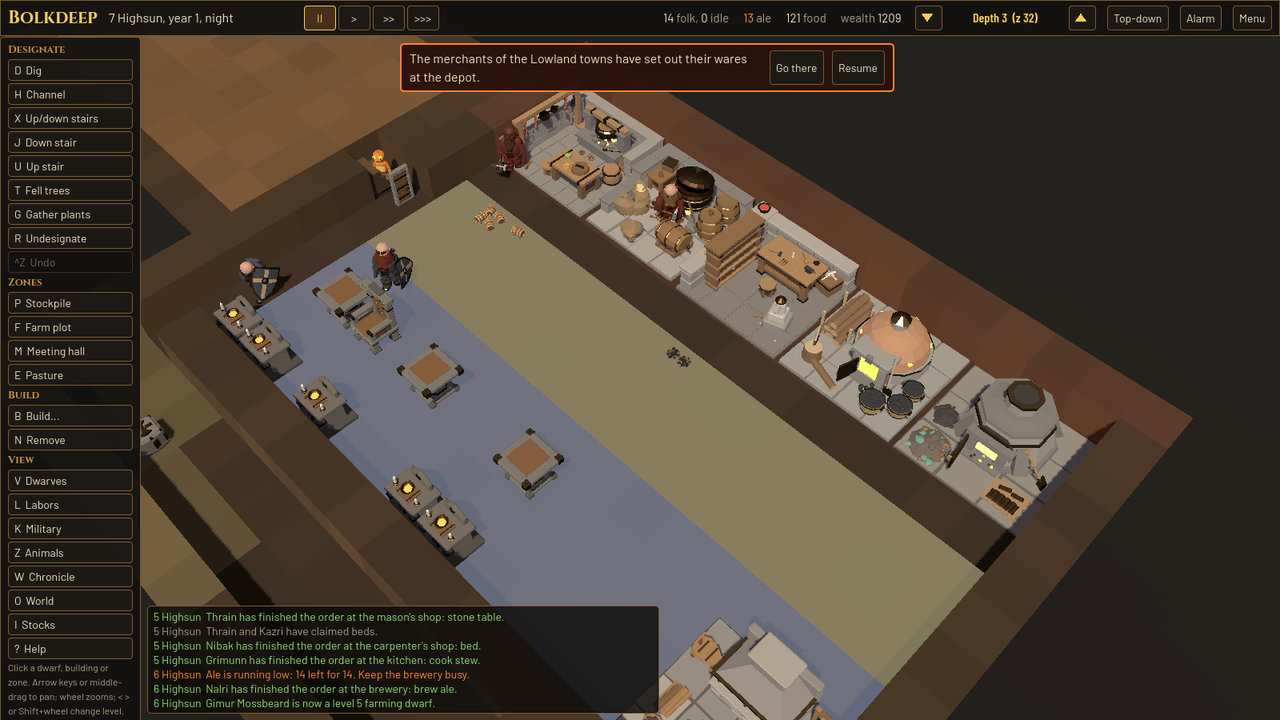 BOLKDEEP
7 Highsun, year 1, night
II
>
>>
>>>
14 folk, 0 idle
13 ale
121 food
wealth 1209
Depth 3 (z 32)
Top-down
Alarm
Menu
The merchants of the Lowland towns have set out their wares
at the depot.
Go there
Resume
DESIGNATE
D Dig
H Channel
X Up/down stairs
J Down stair
U Up stair
T Fell trees
G Gather plants
R Undesignate
^Z Undo
ZONES
P Stockpile
F Farm plot
M Meeting hall
E Pasture
BUILD
B Build...
N Remove
VIEW
V Dwarves
L Labors
K Military
Z Animals
W Chronicle
O World
I Stocks
? Help
Click a dwarf, building or
zone. Arrow keys or middle-
drag to pan; wheel zooms; < >
or Shift+wheel change level.
5 Highsun Thrain has finished the order at the mason's shop: stone table.
5 Highsun Thrain and Kazri have claimed beds.
5 Highsun Nibak has finished the order at the carpenter's shop: bed.
5 Highsun Grimunn has finished the order at the kitchen: cook stew.
6 Highsun Ale is running low: 14 left for 14. Keep the brewery busy.
6 Highsun Nalri has finished the order at the brewery: brew ale.
6 Highsun Gimur Mossbeard is now a level 5 farming dwarf.